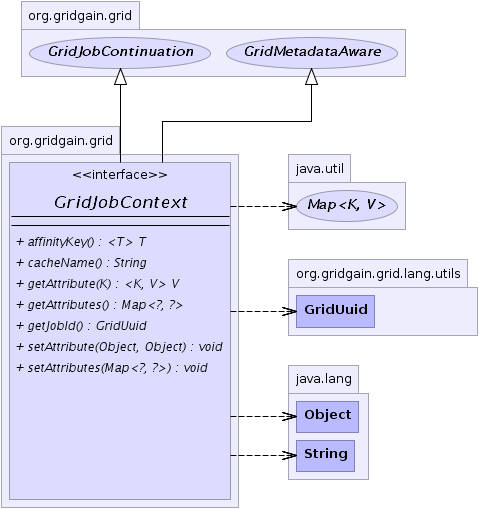 org.gridgain.grid
GridJobContinuation
GridMetadataAware
org.gridgain.grid
<<interface>>
GridJobContext
+ affinityKey() : <T> T
+ cacheName() : String
+ getAttribute(K) : <K, V> V
+ getAttributes() : Map<?, ?>
+ getJobId() : GridUuid
+ setAttribute(Object, Object) : void
+ setAttributes(Map<?, ?>) : void
java.util
Map<K, V>
org.gridgain.grid.lang.utils
GridUuid
java.lang
Object
String